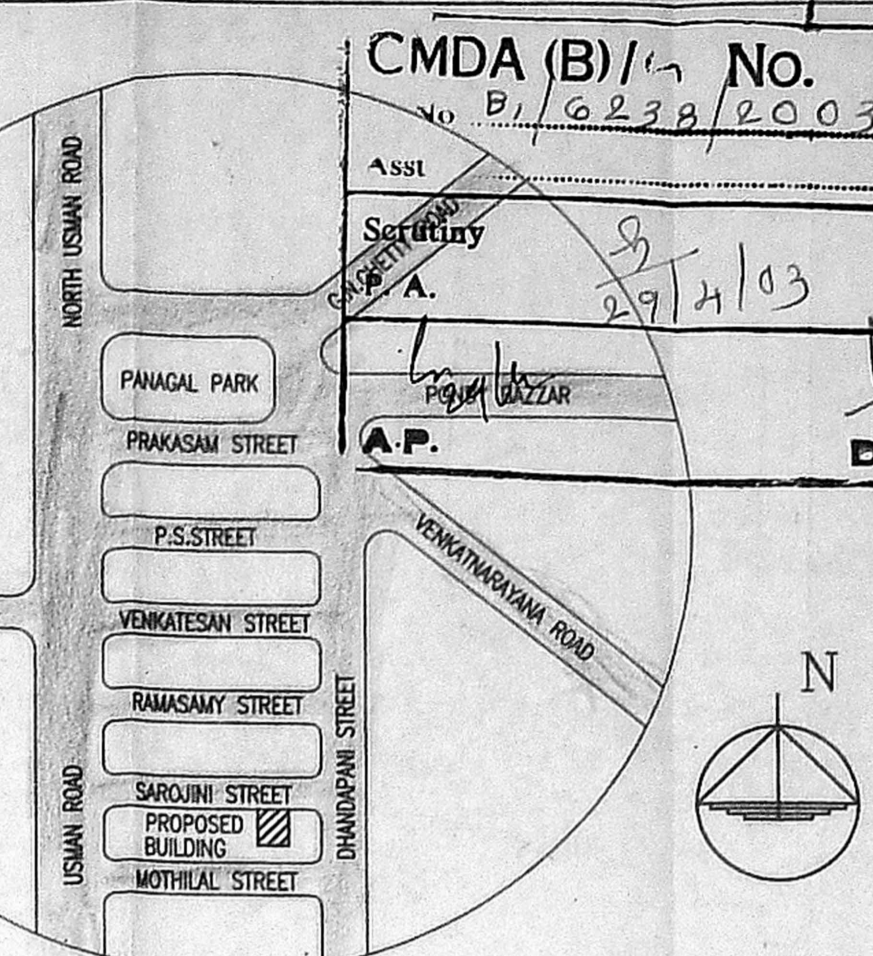 CMDA (B)/ No.
No B1/6238/2003
Asst
Scrutiny
P. A.
29/4/03
A.P.
NORTH USMAN ROAD
G.N.CHETTY ROAD
PANAGAL PARK
BAZZAR
PRAKASAM STREET
P.S.STREET
VENKATNARAYANA ROAD
VENKATESAN STREET
RAMASAMY STREET
N
DHANDAPANI STREET
SAROJINI STREET
USMAN ROAD
PROPOSED
BUILDING
MOTHILAL STREET